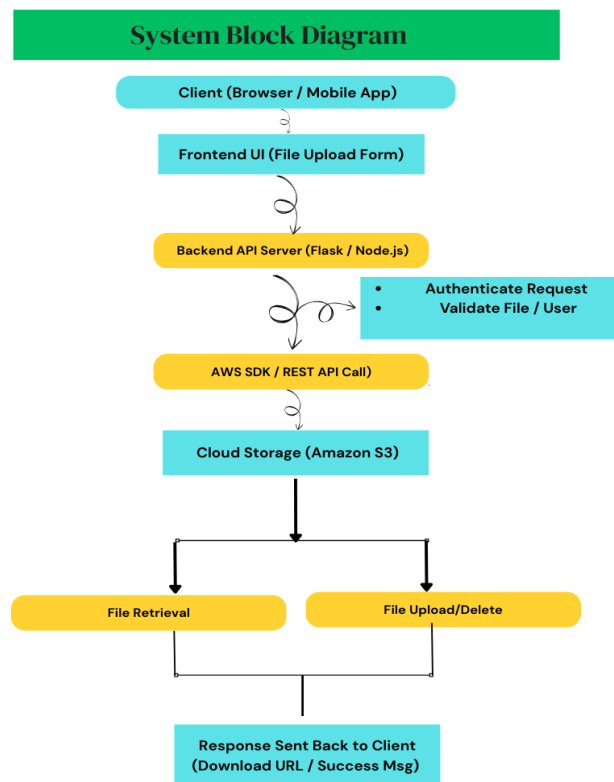 System Block Diagram
Client (Browser / Mobile App)
Frontend UI (File Upload Form)
Backend API Server (Flask / Node.js)
• Authenticate Request
• Validate File / User
AWS SDK / REST API Call)
Cloud Storage (Amazon S3)
File Retrieval
File Upload/Delete
Response Sent Back to Client
(Download URL / Success Msg)